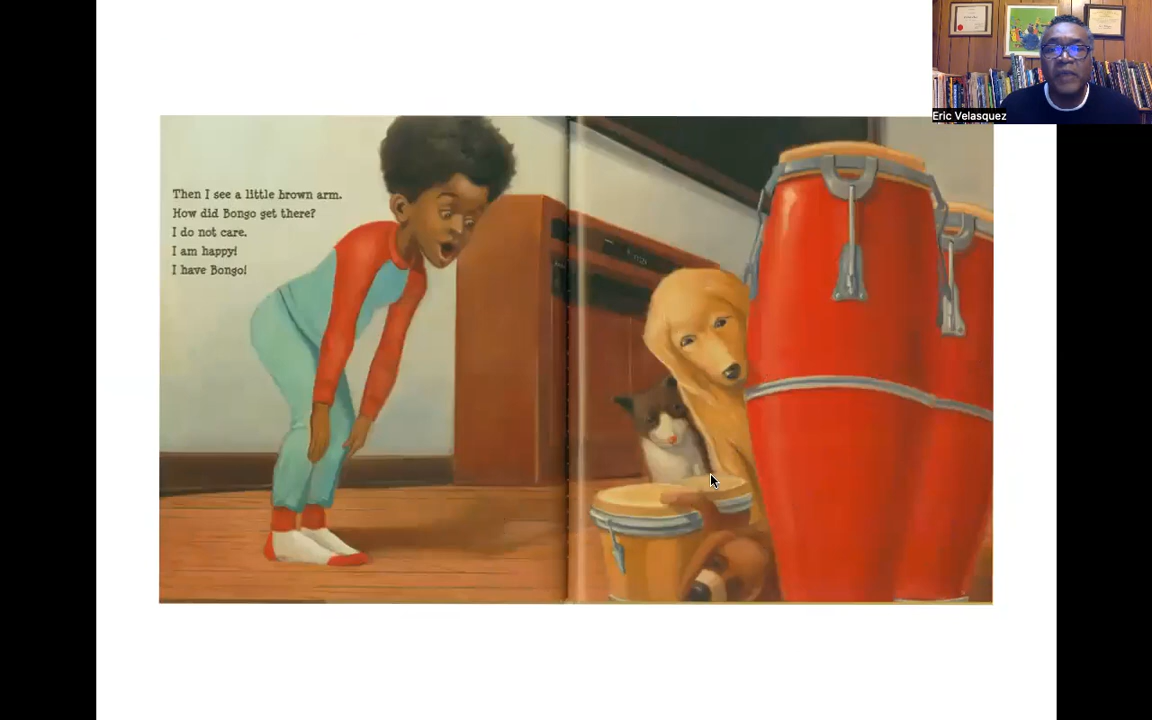 Then I see a little brown arm.
How did Bongo get there?
I do not care.
I am happy!
I have Bongo!
Eric Velasquez